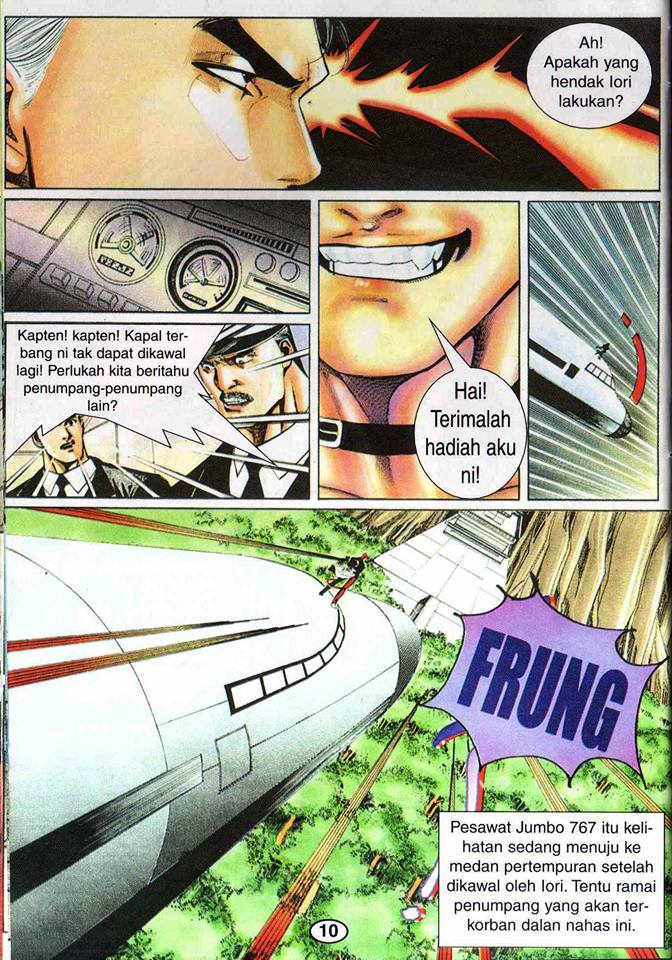 Ah!
Apakah yang
hendak Iori
lakukan?
Kapten! kapten! Kapal ter-
bang ni tak dapat dikawal
lagi! Perlukah kita beritahu
penumpang-penumpang
lain?
Hai!
Terimalah
hadiah aku
ni!
FRUNG
Pesawat Jumbo 767 itu keli-
hatan sedang menuju ke
medan pertempuran setelah
dikawal oleh Iori. Tentu ramai
penumpang yang akan ter-
korban dalan nahas ini.
10